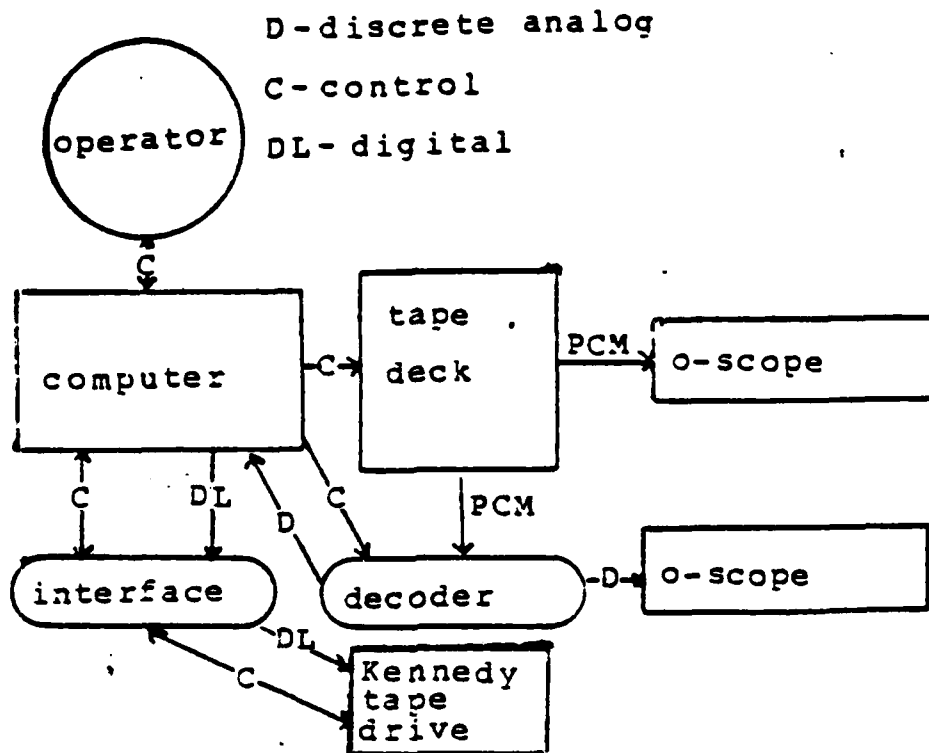 D-discrete analog
C-control
DL-digital
operator
C
computer
C
tape
deck
PCM
o-scope
C
DL
D
C
PCM
interface
decoder
D
o-scope
DL
C
Kennedy
tape
drive